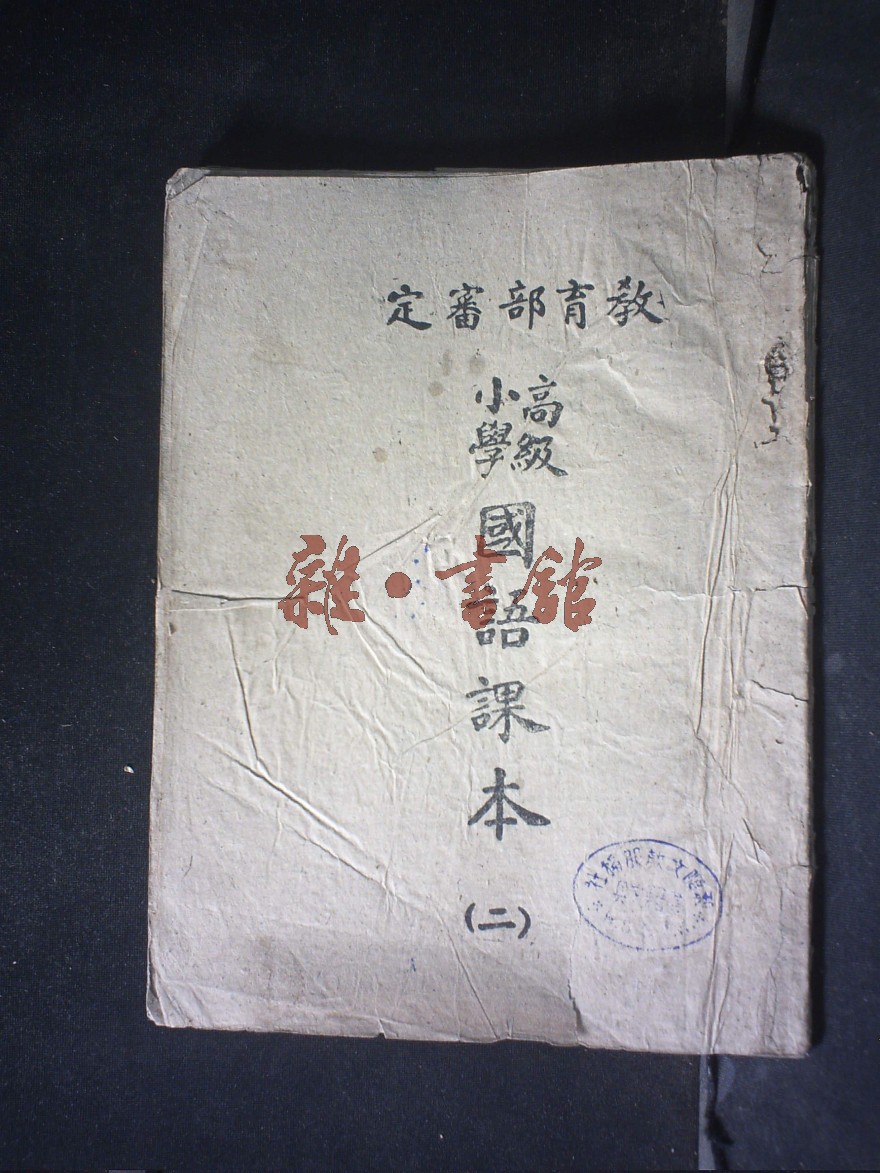 教育部審定
高級
小學
國語課本
(二)
雜·書館